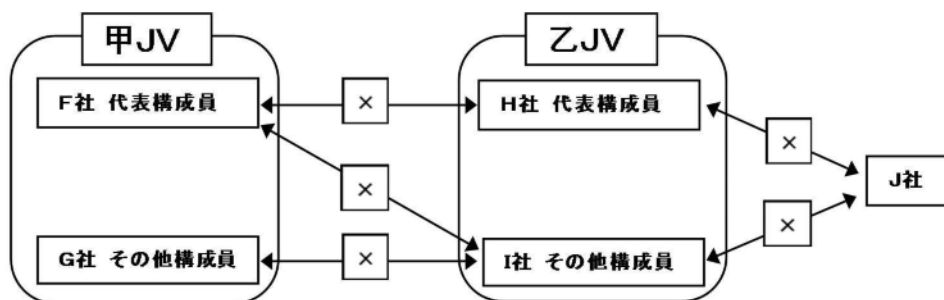 甲JV
乙JV
F社 代表構成員
×
H社 代表構成員
×
J社
×
×
G社 その他構成員
×
I社 その他構成員